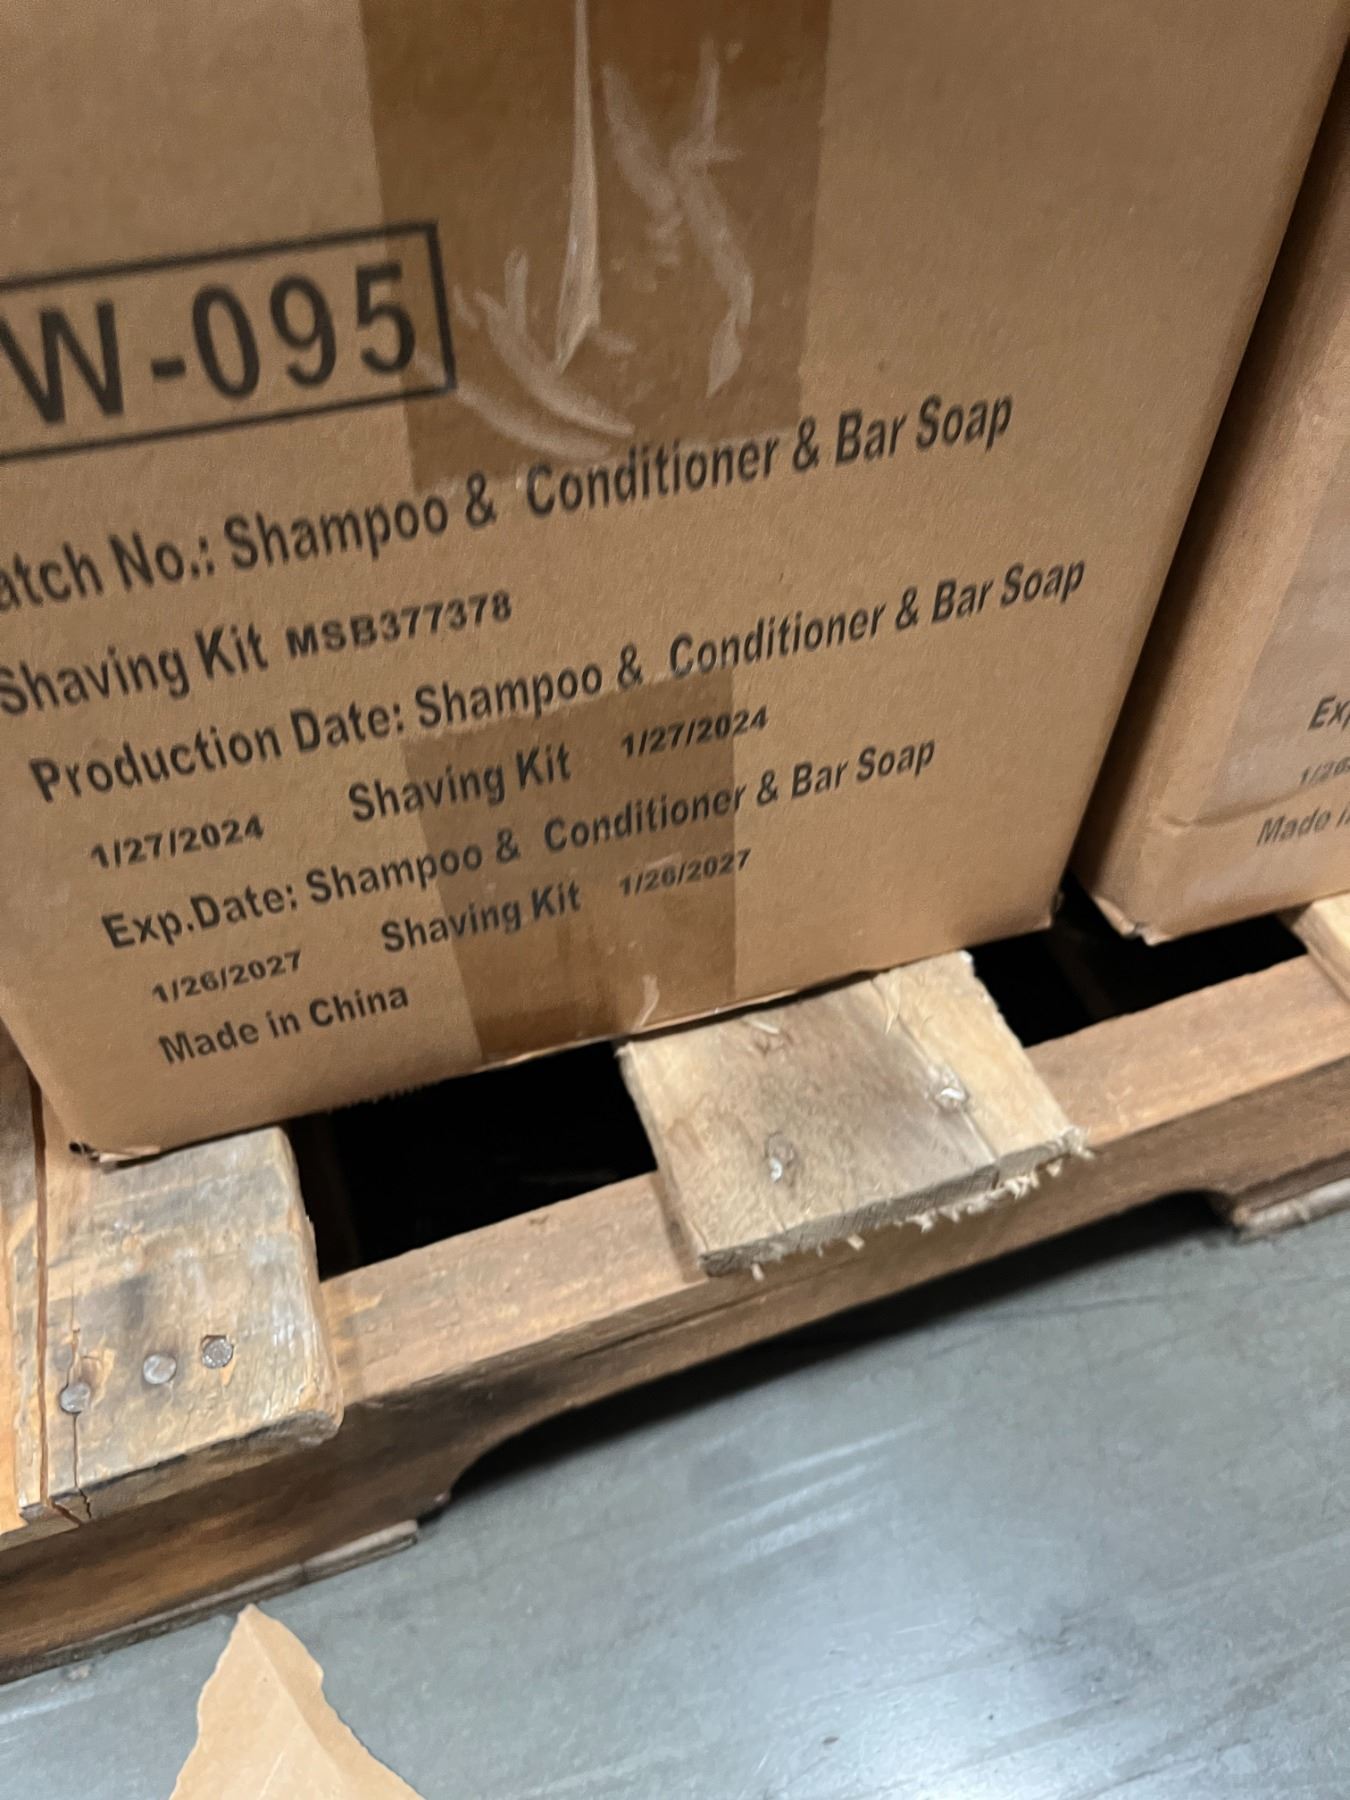 W-095
atch No.: Shampoo & Conditioner & Bar Soap
Shaving Kit MSB377378
Production Date: Shampoo & Conditioner & Bar Soap
1/27/2024 Shaving Kit 1/27/2024
Exp.Date: Shampoo & Conditioner & Bar Soap
1/26/2027 Shaving Kit 1/26/2027
Made in China
Made